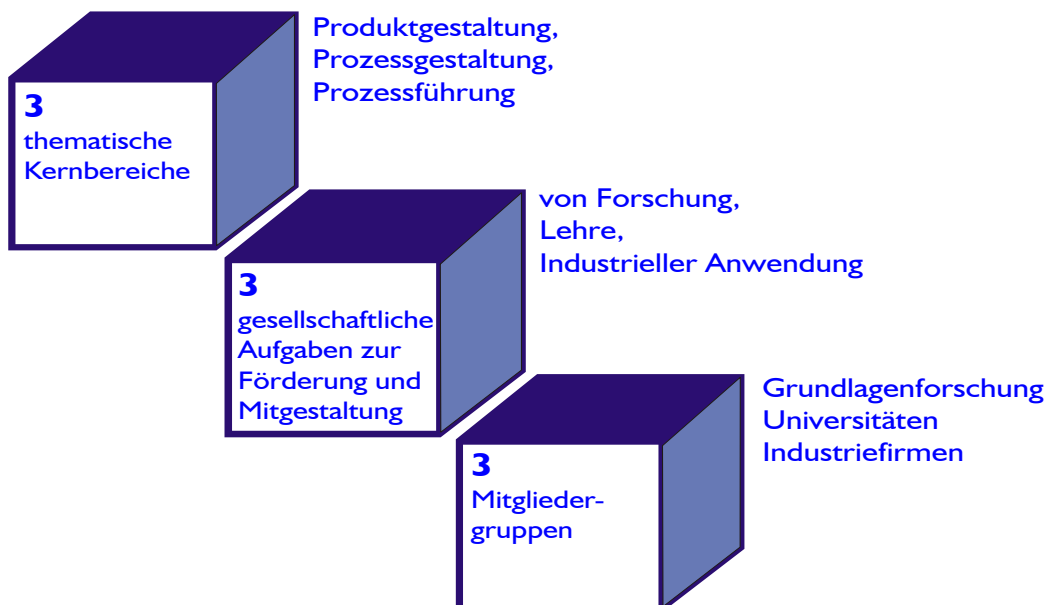 3
thematische
Kernbereiche
Produktgestaltung,
Prozessgestaltung,
Prozessführung
3
gesellschaftliche
Aufgaben zur
Förderung und
Mitgestaltung
von Forschung,
Lehre,
Industrieller Anwendung
3
Mitglieder-
gruppen
Grundlagenforschung
Universitäten
Industriefirmen